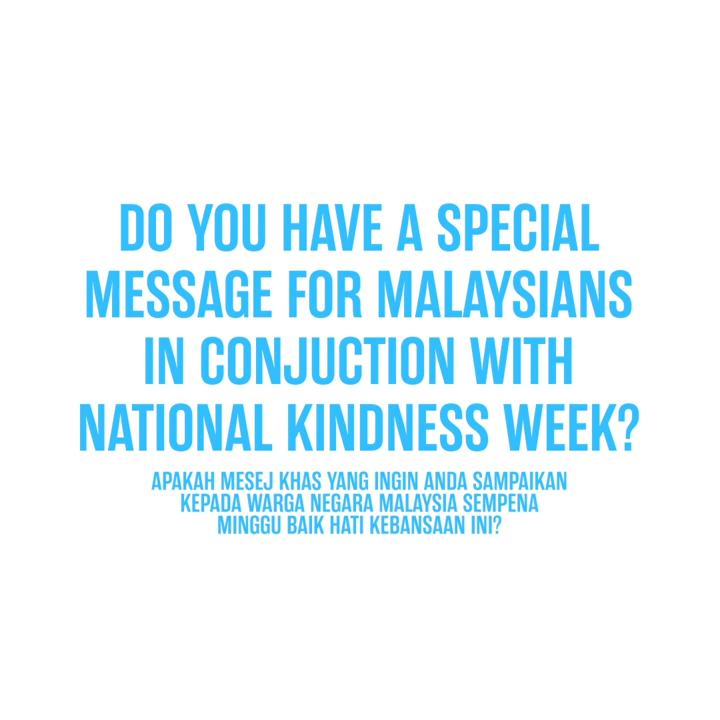 DO YOU HAVE A SPECIAL
MESSAGE FOR MALAYSIANS
IN CONJUCTION WITH
NATIONAL KINDNESS WEEK?
APAKAH MESEJ KHAS YANG INGIN ANDA SAMPAIKAN
KEPADA WARGA NEGARA MALAYSIA SEMPENA
MINGGU BAIK HATI KEBANSAAN INI?